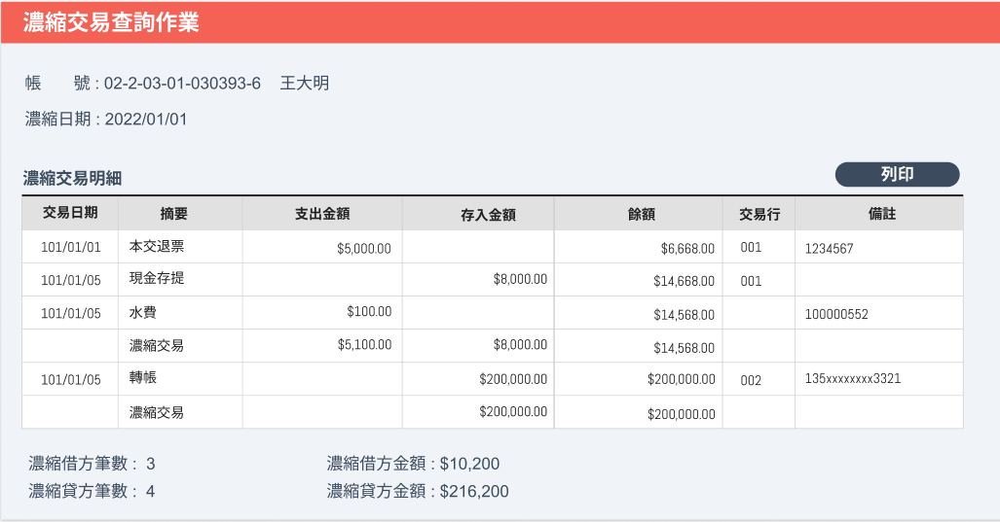 濃縮交易查詢作業
帳 號 : 02-2-03-01-030393-6 王大明
濃縮日期 : 2022/01/01
濃縮交易明細 列印
交易日期 摘要 支出金額 存入金額 餘額 交易行 備註
101/01/01 本交退票 $5,000.00 $6,668.00 001 1234567
101/01/05 現金存提 $8,000.00 $14,668.00 001
101/01/05 水費 $100.00 $14,568.00 100000552
濃縮交易 $5,100.00 $8,000.00 $14,568.00
101/01/05 轉帳 $200,000.00 $200,000.00 002 135xxxxxxxx3321
濃縮交易 $200,000.00 $200,000.00
濃縮借方筆數 : 3 濃縮借方金額 : $10,200
濃縮貸方筆數 : 4 濃縮貸方金額 : $216,200